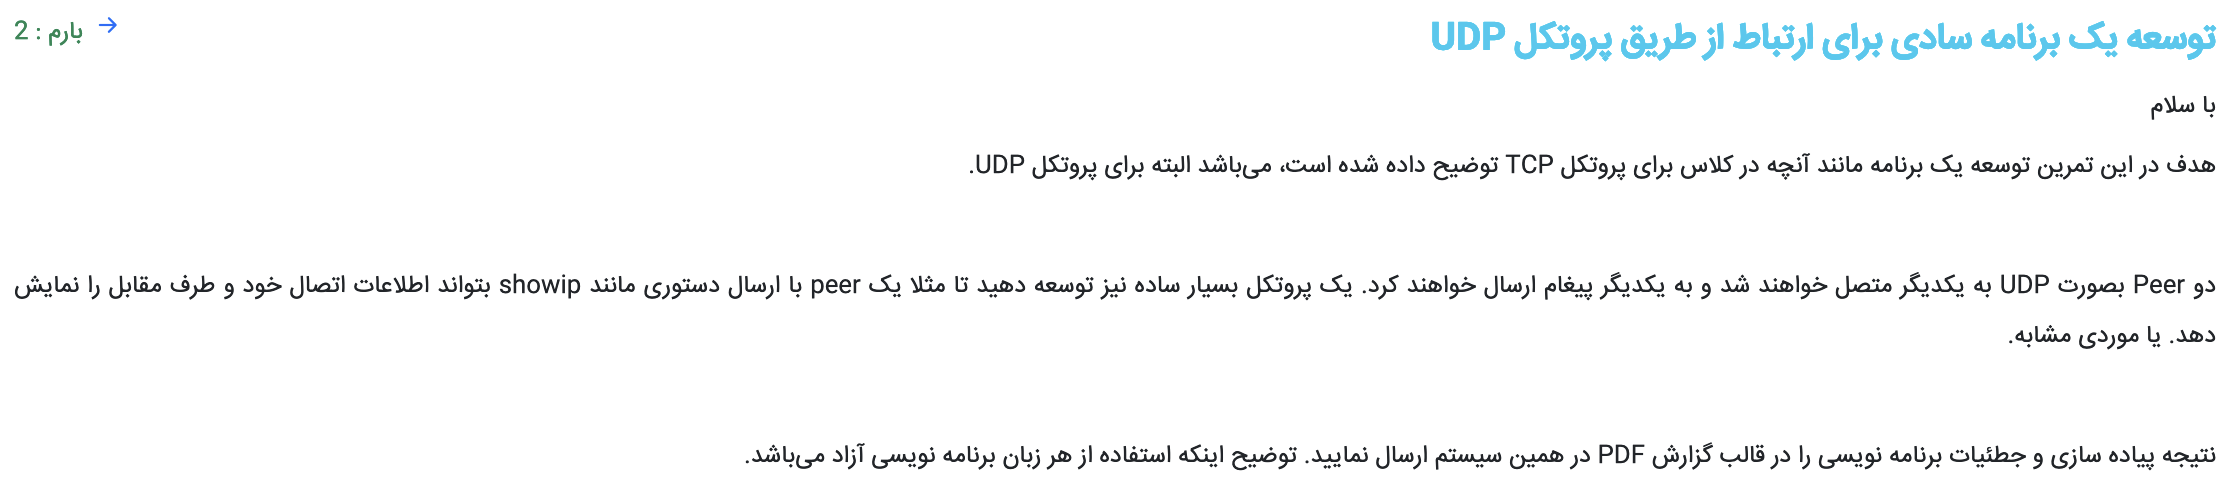 توسعه یک برنامه سادی برای ارتباط از طریق پروتکل UDP
بارم : 2
با سلام
هدف در این تمرین توسعه یک برنامه مانند آنچه در کلاس برای پروتکل TCP توضیح داده شده است، می‌باشد البته برای پروتکل UDP.
دو Peer بصورت UDP به یکدیگر متصل خواهند شد و به یکدیگر پیغام ارسال خواهند کرد. یک پروتکل بسیار ساده نیز توسعه دهید تا مثلا یک peer با ارسال دستوری مانند showip بتواند اطلاعات اتصال خود و طرف مقابل را نمایش
دهد. یا موردی مشابه.
نتیجه پیاده سازی و جطئیات برنامه نویسی را در قالب گزارش PDF در همین سیستم ارسال نمایید. توضیح اینکه استفاده از هر زبان برنامه نویسی آزاد می‌باشد.